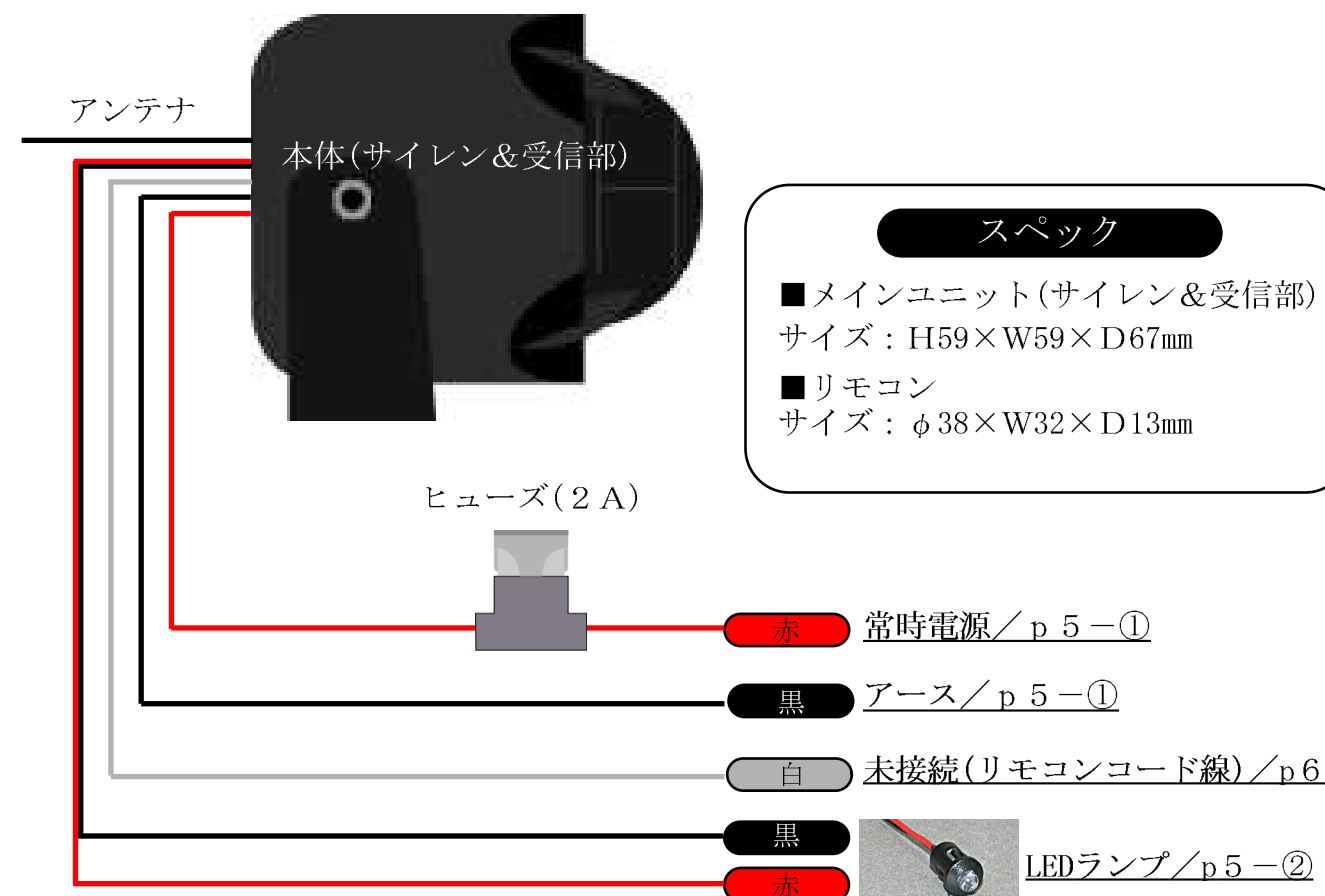 アンテナ
本体(サイレン＆受信部)
スペック
■メインユニット(サイレン＆受信部)
サイズ：H59×W59×D67㎜
■リモコン
サイズ：φ38×W32×D13㎜
ヒューズ(２Ａ)
赤 常時電源／ｐ５－①
黒 アース／ｐ５－①
白 未接続(リモコンコード線)／p6
黒
赤 LEDランプ／p5－②